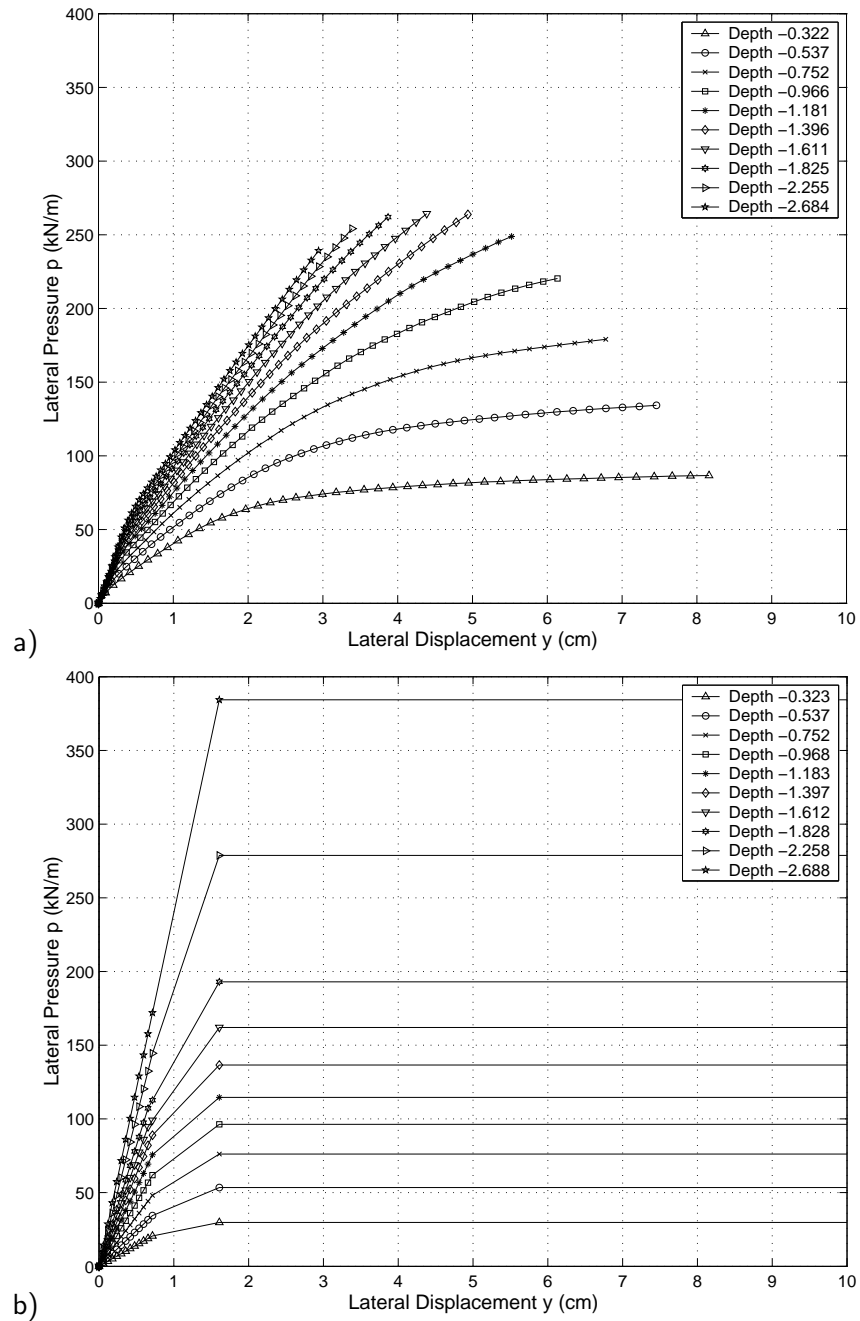 400
350
300
250
200
150
100
50
0
Lateral Pressure p (kN/m)
Depth −0.322
Depth −0.537
Depth −0.752
Depth −0.966
Depth −1.181
Depth −1.396
Depth −1.611
Depth −1.825
Depth −2.255
Depth −2.684
0 1 2 3 4 5 6 7 8 9 10
Lateral Displacement y (cm)
a)
400
350
300
250
200
150
100
50
0
Lateral Pressure p (kN/m)
Depth −0.323
Depth −0.537
Depth −0.752
Depth −0.968
Depth −1.183
Depth −1.397
Depth −1.612
Depth −1.828
Depth −2.258
Depth −2.688
0 1 2 3 4 5 6 7 8 9 10
Lateral Displacement y (cm)
b)